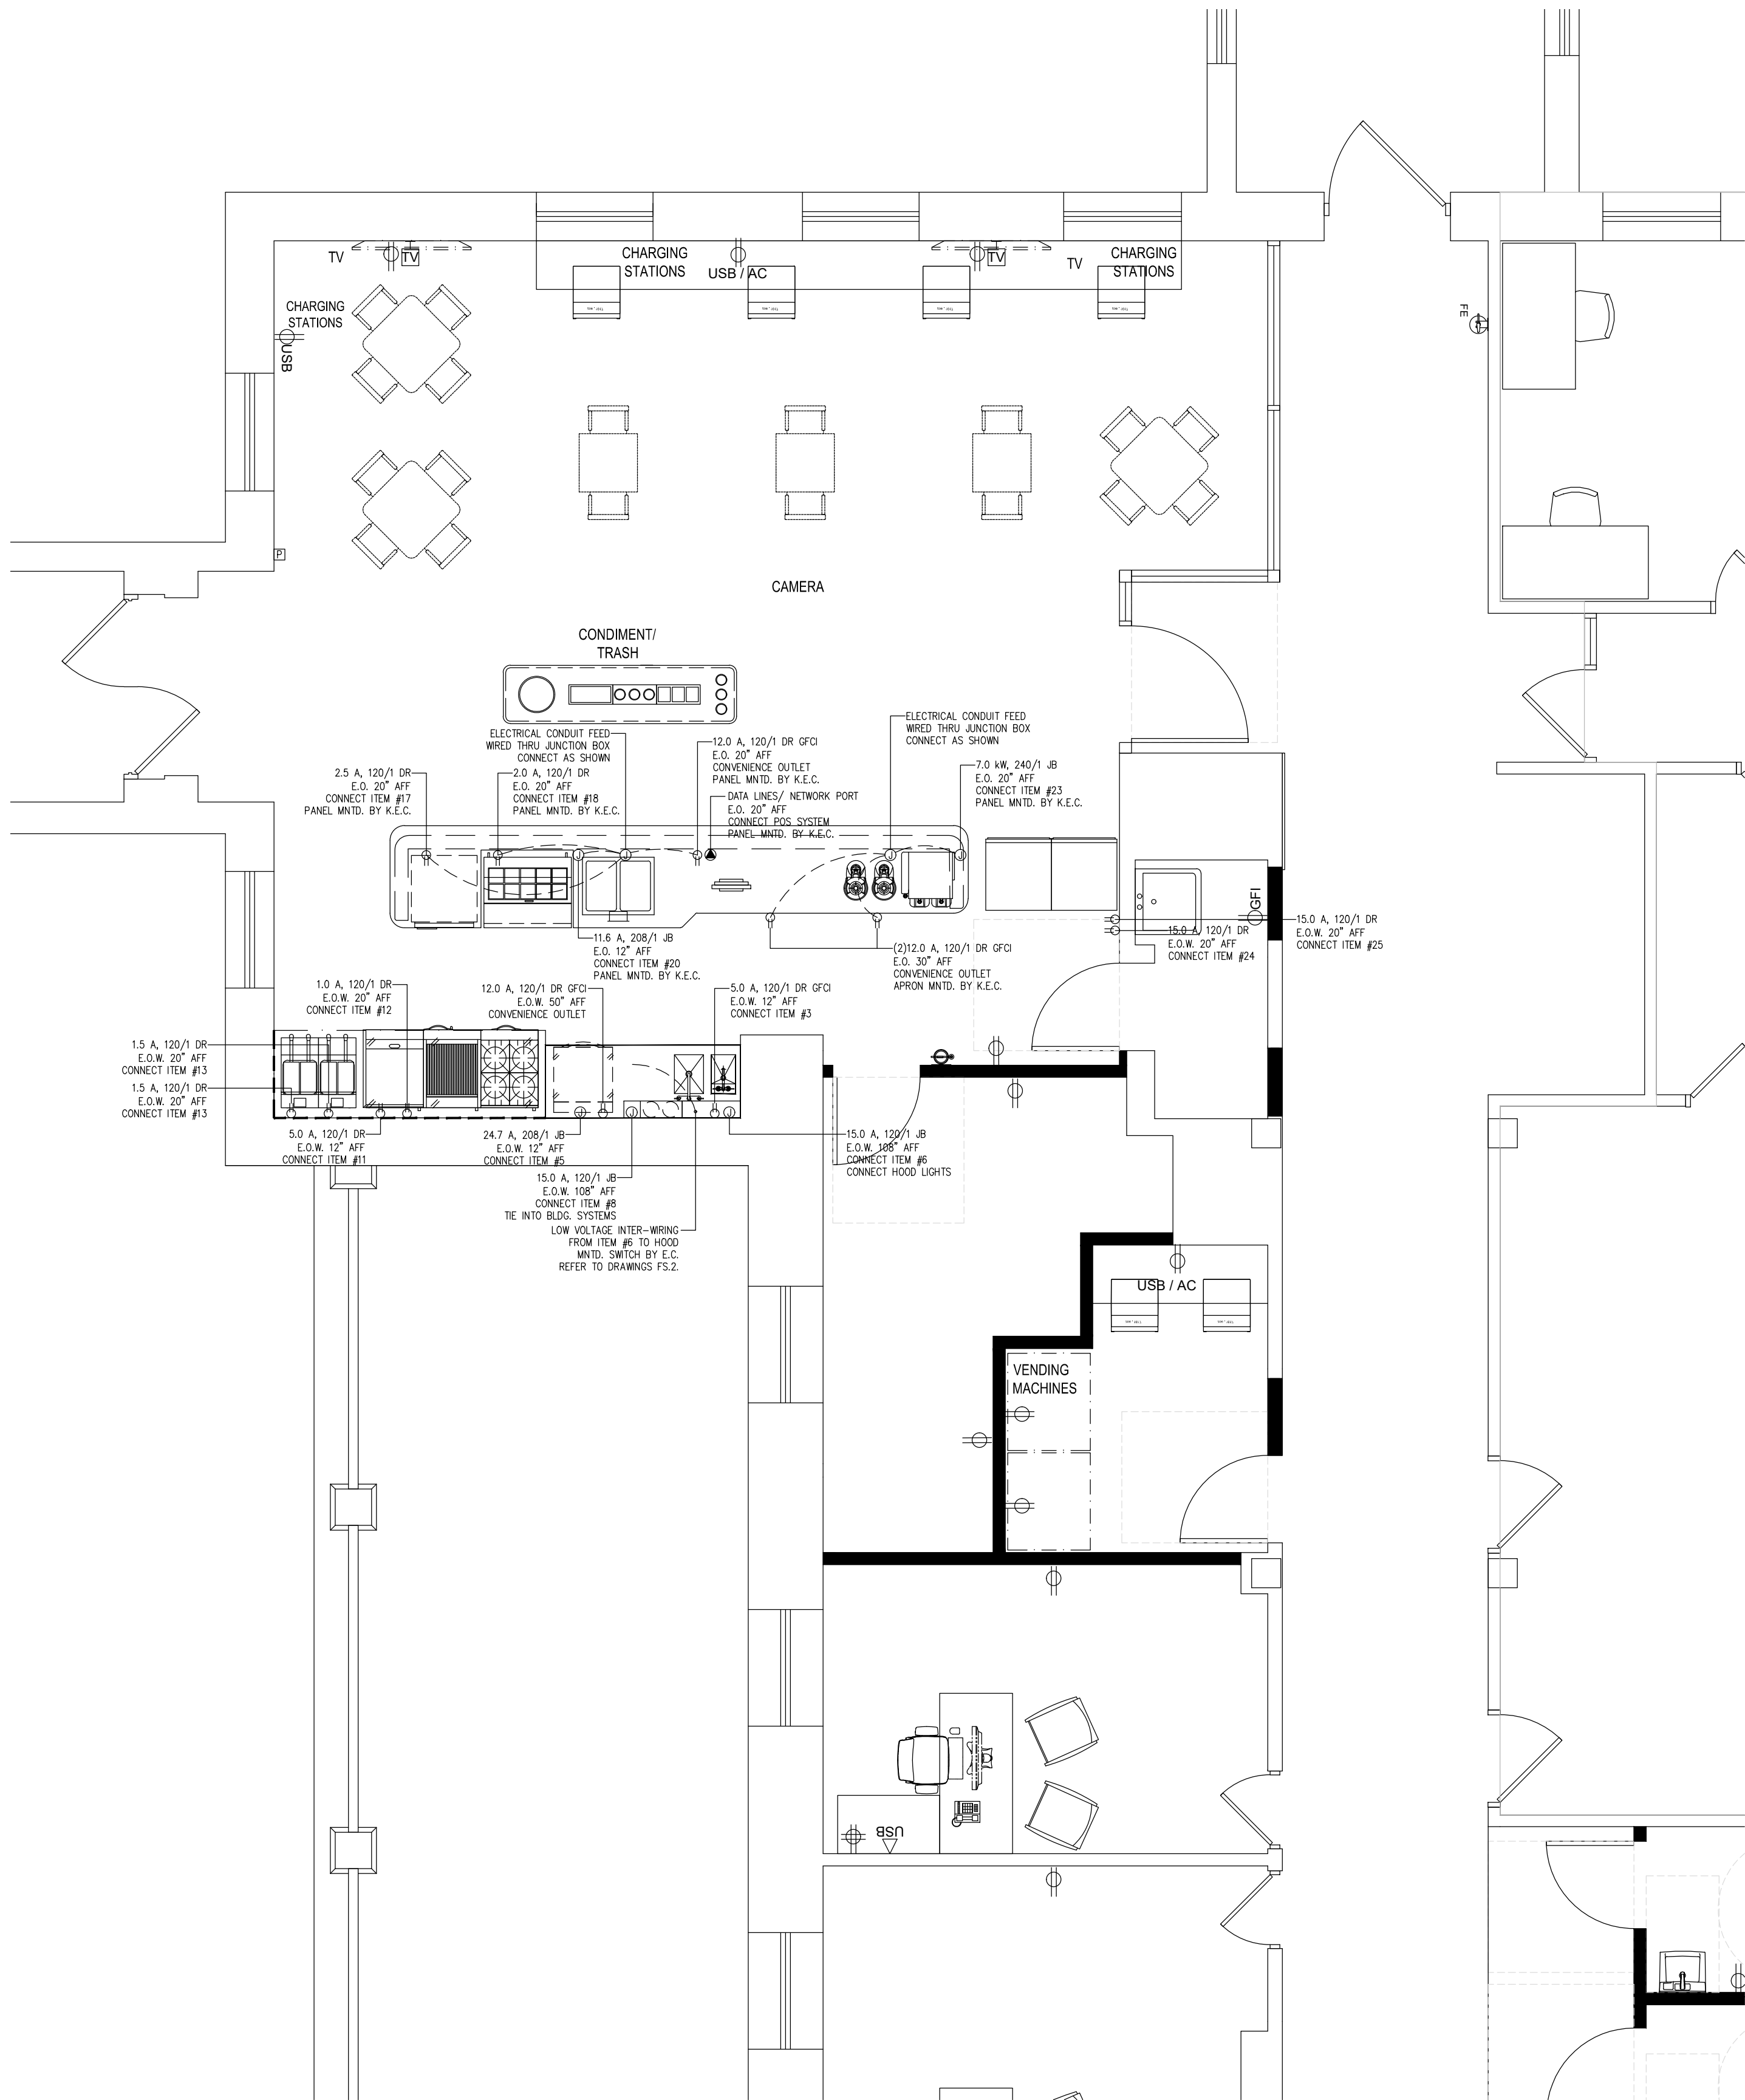 TV
TV
CHARGING
STATIONS
USB / AC
TV
TV
CHARGING
STATIONS
CHARGING
STATIONS
USB
FE
P
CAMERA
CONDIMENT/
TRASH
ELECTRICAL CONDUIT FEED
WIRED THRU JUNCTION BOX
CONNECT AS SHOWN
12.0 A, 120/1 DR GFCI
E.O. 20" AFF
CONVENIENCE OUTLET
PANEL MNTD. BY K.E.C.
ELECTRICAL CONDUIT FEED
WIRED THRU JUNCTION BOX
CONNECT AS SHOWN
2.5 A, 120/1 DR
E.O. 20" AFF
CONNECT ITEM #17
PANEL MNTD. BY K.E.C.
2.0 A, 120/1 DR
E.O. 20" AFF
CONNECT ITEM #18
PANEL MNTD. BY K.E.C.
DATA LINES/ NETWORK PORT
E.O. 20" AFF
CONNECT POS SYSTEM
PANEL MNTD. BY K.E.C.
7.0 kW, 240/1 JB
E.O. 20" AFF
CONNECT ITEM #23
PANEL MNTD. BY K.E.C.
J
J
J
J
GFI
15.0 A, 120/1 DR
E.O.W. 20" AFF
CONNECT ITEM #25
15.0 A, 120/1 DR
E.O.W. 20" AFF
CONNECT ITEM #24
11.6 A, 208/1 JB
E.O. 12" AFF
CONNECT ITEM #20
PANEL MNTD. BY K.E.C.
(2)12.0 A, 120/1 DR GFCI
E.O. 30" AFF
CONVENIENCE OUTLET
APRON MNTD. BY K.E.C.
1.0 A, 120/1 DR
E.O.W. 20" AFF
CONNECT ITEM #12
12.0 A, 120/1 DR GFCI
E.O.W. 50" AFF
CONVENIENCE OUTLET
5.0 A, 120/1 DR GFCI
E.O.W. 12" AFF
CONNECT ITEM #3
1.5 A, 120/1 DR
E.O.W. 20" AFF
CONNECT ITEM #13
1.5 A, 120/1 DR
E.O.W. 20" AFF
CONNECT ITEM #13
J
J
J
5.0 A, 120/1 DR
E.O.W. 12" AFF
CONNECT ITEM #11
24.7 A, 208/1 JB
E.O.W. 12" AFF
CONNECT ITEM #5
15.0 A, 120/1 JB
E.O.W. 108" AFF
CONNECT ITEM #6
CONNECT HOOD LIGHTS
15.0 A, 120/1 JB
E.O.W. 108" AFF
CONNECT ITEM #8
TIE INTO BLDG. SYSTEMS
LOW VOLTAGE INTER-WIRING
FROM ITEM #6 TO HOOD
MNTD. SWITCH BY E.C.
REFER TO DRAWINGS FS.2.
USB / AC
VENDING
MACHINES
USB